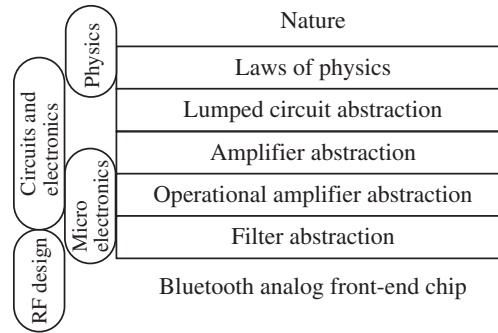 Nature
Laws of physics
Lumped circuit abstraction
Amplifier abstraction
Operational amplifier abstraction
Filter abstraction
Bluetooth analog front-end chip
Physics
Circuits and
electronics
Micro
electronics
RF design